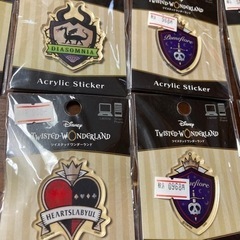 DIASOMNIA
Acrylic Sticker
Pomefiore
Acrylic Sticker
Disney
TWISTED-WONDERLAND
ツイステッドワンダーランド
HEARTSLABYUL
Disney
TWISTED-WONDERLAND
ツイステッドワンダーランド
Pomefiore